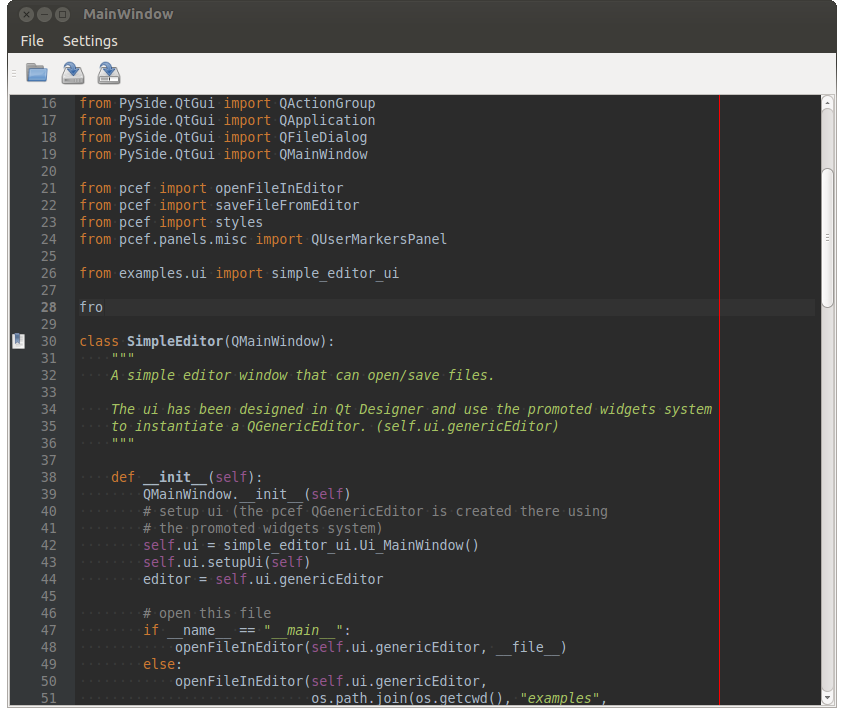 MainWindow
File Settings
16 from PySide.QtGui import QActionGroup
17 from PySide.QtGui import QApplication
18 from PySide.QtGui import QFileDialog
19 from PySide.QtGui import QMainWindow
20
21 from pcef import openFileInEditor
22 from pcef import saveFileFromEditor
23 from pcef import styles
24 from pcef.panels.misc import QUserMarkersPanel
25
26 from examples.ui import simple_editor_ui
27
28 fro
29
30 class SimpleEditor(QMainWindow):
31     """
32     A simple editor window that can open/save files.
33
34     The ui has been designed in Qt Designer and use the promoted widgets system
35     to instantiate a QGenericEditor. (self.ui.genericEditor)
36     """
37
38     def __init__(self):
39         QMainWindow.__init__(self)
40         # setup ui (the pcef QGenericEditor is created there using
41         # the promoted widgets system)
42         self.ui = simple_editor_ui.Ui_MainWindow()
43         self.ui.setupUi(self)
44         editor = self.ui.genericEditor
45
46         # open this file
47         if __name__ == "__main__":
48             openFileInEditor(self.ui.genericEditor, __file__)
49         else:
50             openFileInEditor(self.ui.genericEditor,
51                              os.path.join(os.getcwd(), "examples",